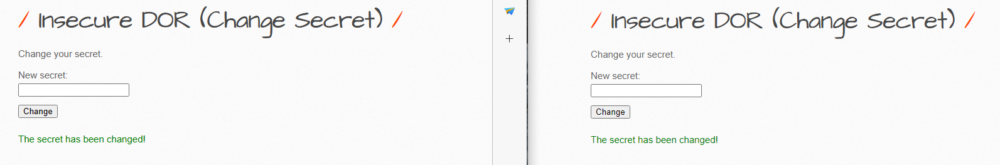 / Insecure DOR (Change Secret) /
Change your secret.
New secret:
Change
The secret has been changed!
/ Insecure DOR (Change Secret) /
Change your secret.
New secret:
Change
The secret has been changed!